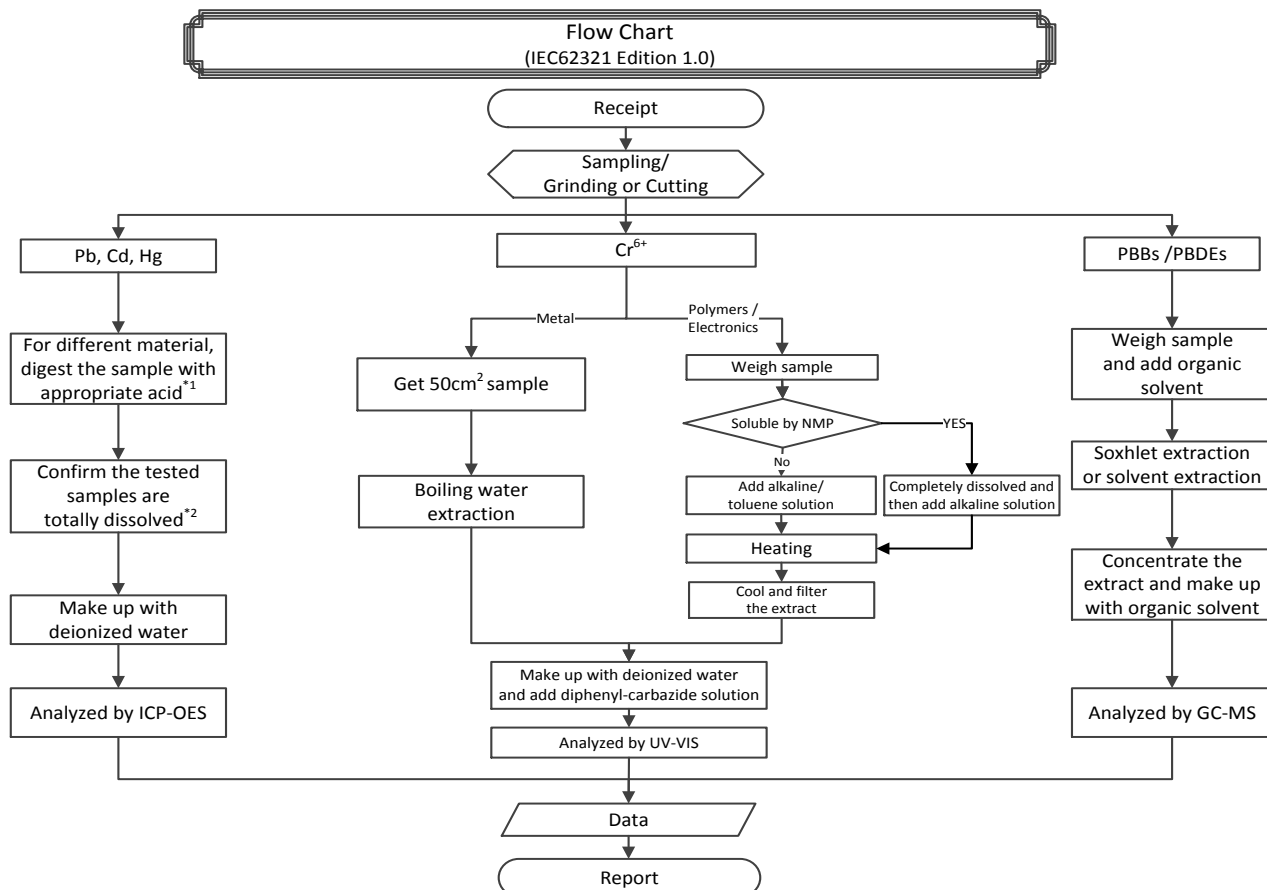 Flow Chart
(IEC62321 Edition 1.0)
Receipt
Sampling/
Grinding or Cutting
Pb, Cd, Hg
For different material,
digest the sample with
appropriate acid*1
Confirm the tested
samples are
totally dissolved*2
Make up with
deionized water
Analyzed by ICP-OES
Cr6+
Metal
Get 50cm2 sample
Boiling water
extraction
Polymers /
Electronics
Weigh sample
Soluble by NMP
YES
No
Add alkaline/
toluene solution
Completely dissolved and
then add alkaline solution
Heating
Cool and filter
the extract
Make up with deionized water
and add diphenyl-carbazide solution
Analyzed by UV-VIS
PBBs /PBDEs
Weigh sample
and add organic
solvent
Soxhlet extraction
or solvent extraction
Concentrate the
extract and make up
with organic solvent
Analyzed by GC-MS
Data
Report